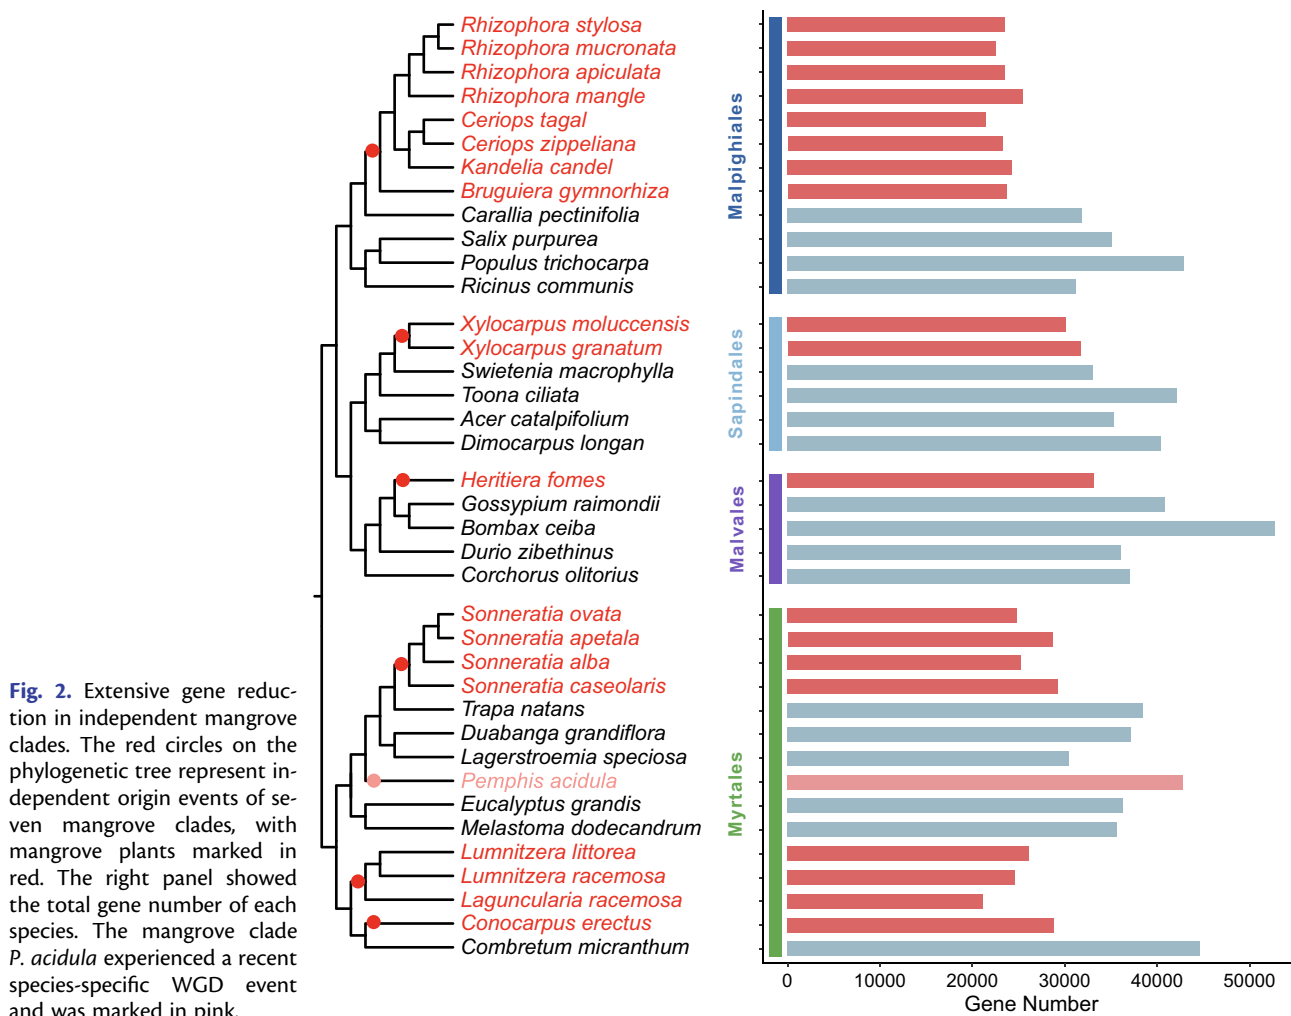 Rhizophora stylosa
Rhizophora mucronata
Rhizophora apiculata
Rhizophora mangle
Ceriops tagal
Ceriops zippeliana
Kandelia candel
Bruguiera gymnorhiza
Carallia pectinifolia
Salix purpurea
Populus trichocarpa
Ricinus communis
Xylocarpus moluccensis
Xylocarpus granatum
Swietenia macrophylla
Toona ciliata
Acer catalpifolium
Dimocarpus longan
Heritiera fomes
Gossypium raimondii
Bombax ceiba
Durio zibethinus
Corchorus olitorius
Sonneratia ovata
Sonneratia apetala
Sonneratia alba
Sonneratia caseolaris
Trapa natans
Duabanga grandiflora
Lagerstroemia speciosa
Pemphis acidula
Eucalyptus grandis
Melastoma dodecandrum
Lumnitzera littorea
Lumnitzera racemosa
Laguncularia racemosa
Conocarpus erectus
Combretum micranthum
Malpighiales
Sapindales
Malvales
Myrtales
0 10000 20000 30000 40000 50000
Gene Number
Fig. 2. Extensive gene reduc-
tion in independent mangrove
clades. The red circles on the
phylogenetic tree represent in-
dependent origin events of se-
ven mangrove clades, with
mangrove plants marked in
red. The right panel showed
the total gene number of each
species. The mangrove clade
P. acidula experienced a recent
species-specific WGD event
and was marked in pink.